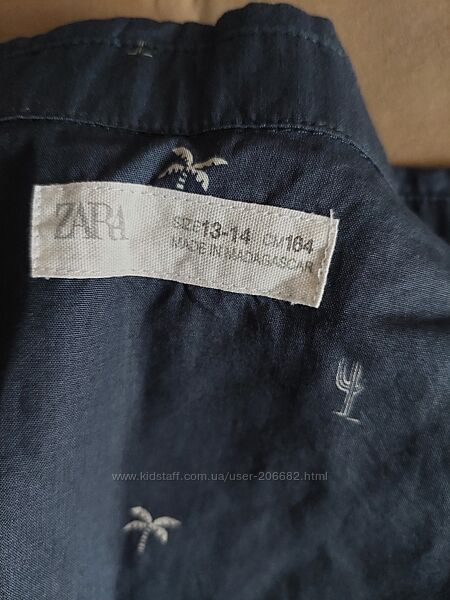 ZARA
SIZE 13-14 CM 164
MADE IN MADAGASCAR
www.kidstaff.com.ua/user-206682.html